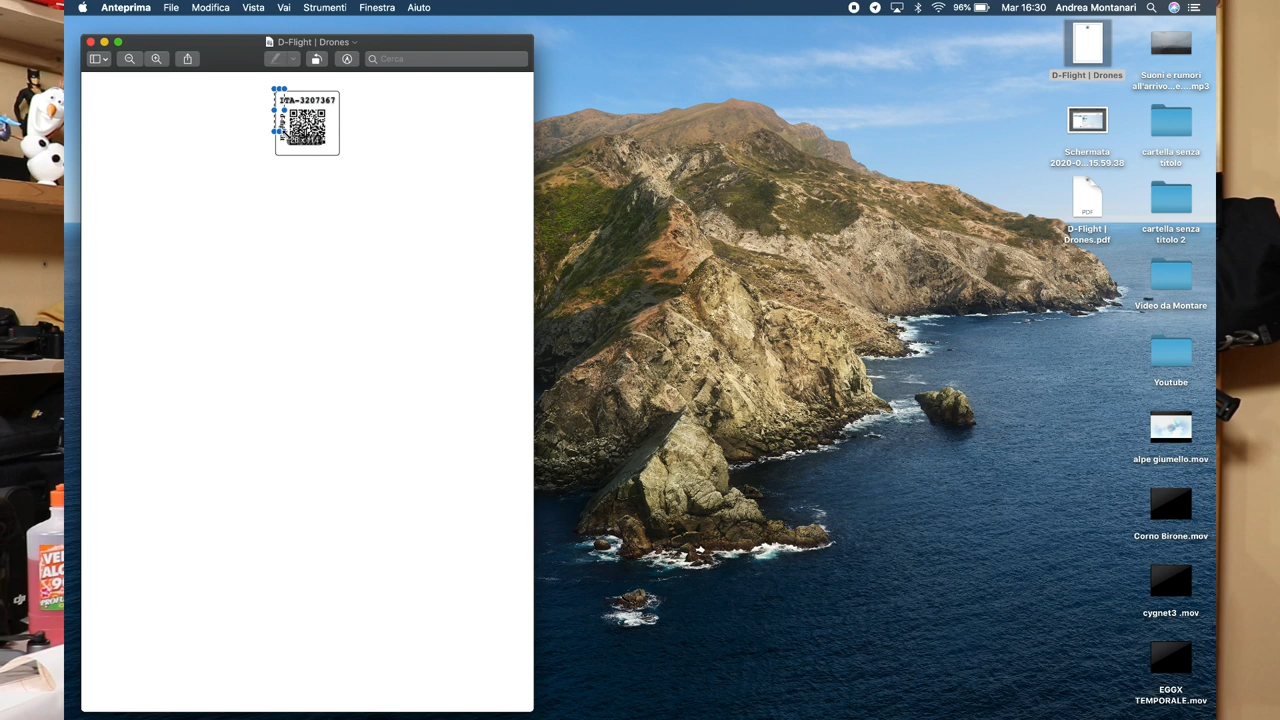 Anteprima File Modifica Vista Vai Strumenti Finestra Aiuto
96% Mar 16:30 Andrea Montanari
D-Flight | Drones
Cerca
ITA-3207367
D-Flight | Drones
Suoni e rumori
all'arrivo...e....mp3
Schermata
2020-0...15.59.38
cartella senza
titolo
PDF
D-Flight |
Drones.pdf
cartella senza
titolo 2
Video da Montare
Youtube
alpe giumello.mov
Corno Birone.mov
cygnet3 .mov
EGGX
TEMPORALE.mov
dji